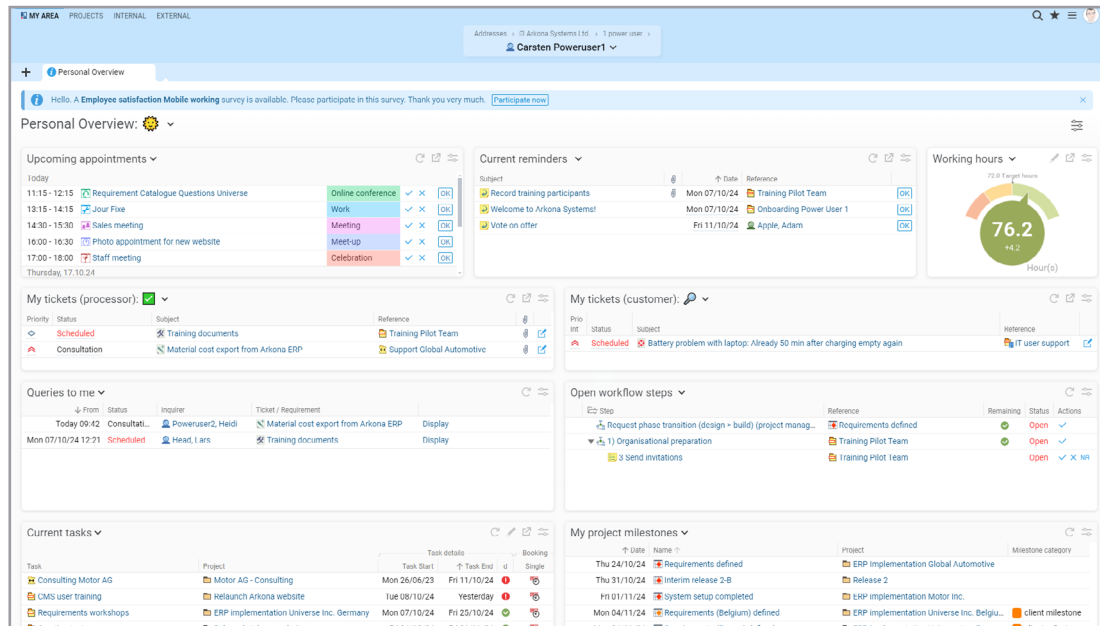 MY AREA PROJECTS INTERNAL EXTERNAL
Addresses › Arkona Systems Ltd. › 1 power user ›
Carsten Poweruser1
Personal Overview
Hello. A Employee satisfaction Mobile working survey is available. Please participate in this survey. Thank you very much. Participate now
Personal Overview:
Upcoming appointments
Today
11:15 - 12:15 Requirement Catalogue Questions Universe Online conference OK
13:15 - 14:15 Jour Fixe Work OK
14:30 - 15:30 Sales meeting Meeting OK
16:00 - 16:30 Photo appointment for new website Meet-up OK
17:00 - 18:00 Staff meeting Celebration OK
Thursday, 17.10.24
Current reminders
Subject Date Reference
Record training participants Mon 07/10/24 Training Pilot Team OK
Welcome to Arkona Systems! Mon 07/10/24 Onboarding Power User 1 OK
Vote on offer Fri 11/10/24 Apple, Adam OK
Working hours
72.0 Target hours
76.2
+4.2
Hour(s)
My tickets (processor):
Priority Status Subject Reference
Scheduled Training documents Training Pilot Team
Consultation Material cost export from Arkona ERP Support Global Automotive
My tickets (customer):
Prio
int Status Subject Reference
Scheduled Battery problem with laptop: Already 50 min after charging empty again IT user support
Queries to me
From Status Inquirer Ticket / Requirement
Today 09:42 Consultati... Poweruser2, Heidi Material cost export from Arkona ERP Display
Mon 07/10/24 12:21 Scheduled Head, Lars Training documents Display
Open workflow steps
Step Reference Remaining Status Actions
Request phase transition (design > build) (project manag... Requirements defined Open
1) Organisational preparation Training Pilot Team Open
3 Send invitations Training Pilot Team Open NR
Current tasks
Task details Booking
Task Project Task Start Task End d Single
Consulting Motor AG Motor AG - Consulting Mon 26/06/23 Fri 11/10/24
CMS user training Relaunch Arkona website Tue 08/10/24 Yesterday
Requirements workshops ERP implementation Universe Inc. Germany Mon 07/10/24 Fri 25/10/24
My project milestones
Date Name Project Milestone category
Thu 24/10/24 Requirements defined ERP Implementation Global Automotive
Thu 31/10/24 Interim release 2-B Release 2
Fri 01/11/24 System setup completed ERP implementation Motor Inc.
Mon 04/11/24 Requirements (Belgium) defined ERP implementation Universe Inc. Belgiu... client milestone